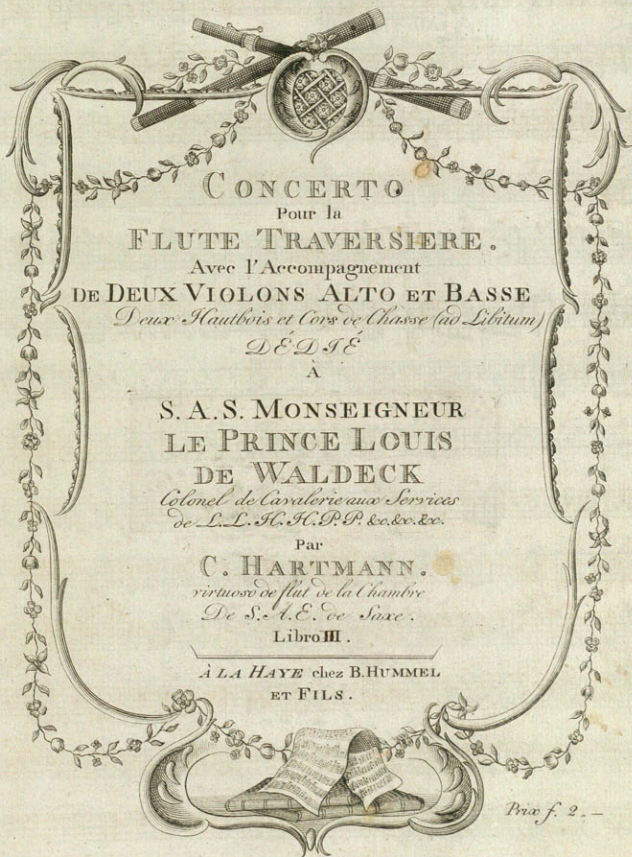 CONCERTO
Pour la
FLUTE TRAVERSIERE.
Avec l'Accompagnement
DE DEUX VIOLONS ALTO ET BASSE
Deux Hautbois et Cors de Chasse (ad Libitum)
DÉDIÉ
À
S. A. S. MONSEIGNEUR
LE PRINCE LOUIS
DE WALDECK
Colonel de Cavalerie aux Services
de L. L. H. H. P. P. &c. &c. &c.
Par
C. HARTMANN.
virtuoso de flut de la Chambre
De S. A. E. de Saxe.
Libro III.
À LA HAYE chez B. HUMMEL
ET FILS.
Prix f. 2. —